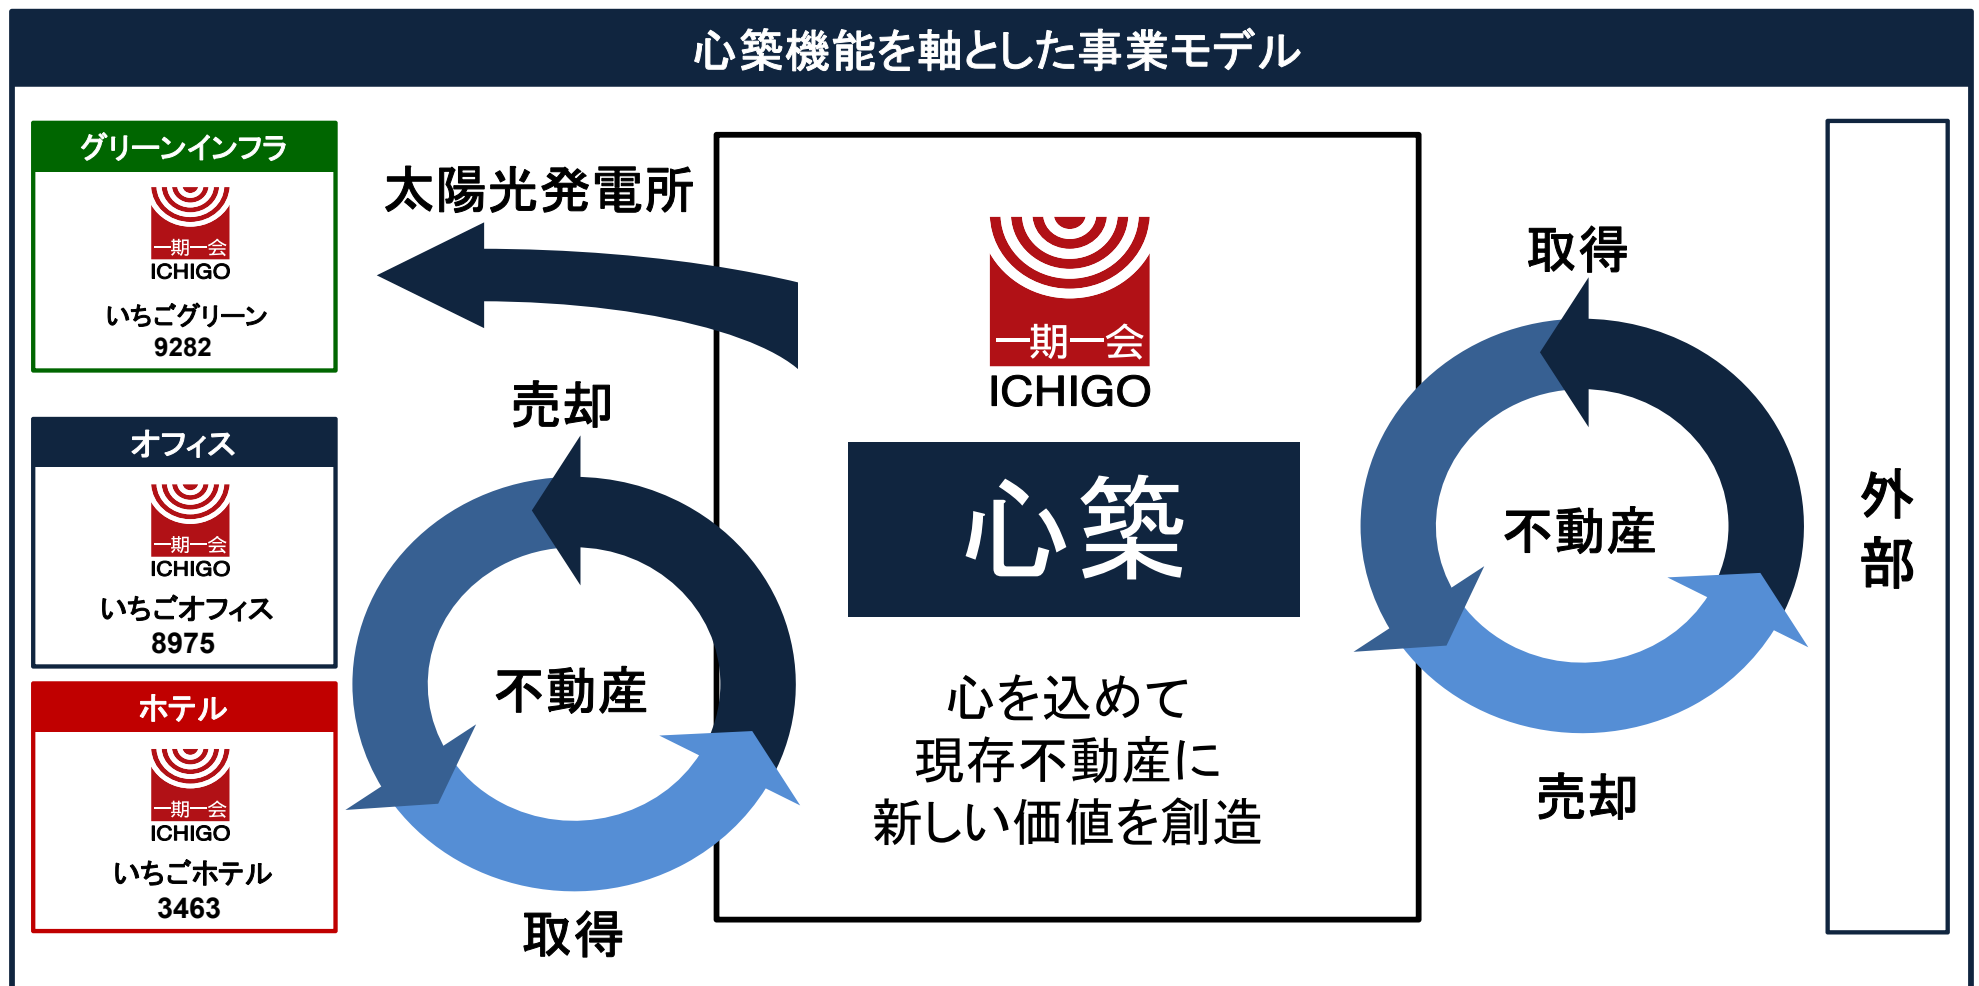 心築機能を軸とした事業モデル
グリーンインフラ
一期一会
ICHIGO
いちごグリーン
9282
オフィス
一期一会
ICHIGO
いちごオフィス
8975
ホテル
一期一会
ICHIGO
いちごホテル
3463
太陽光発電所
売却
不動産
取得
一期一会
ICHIGO
心築
心を込めて
現存不動産に
新しい価値を創造
取得
不動産
売却
外部